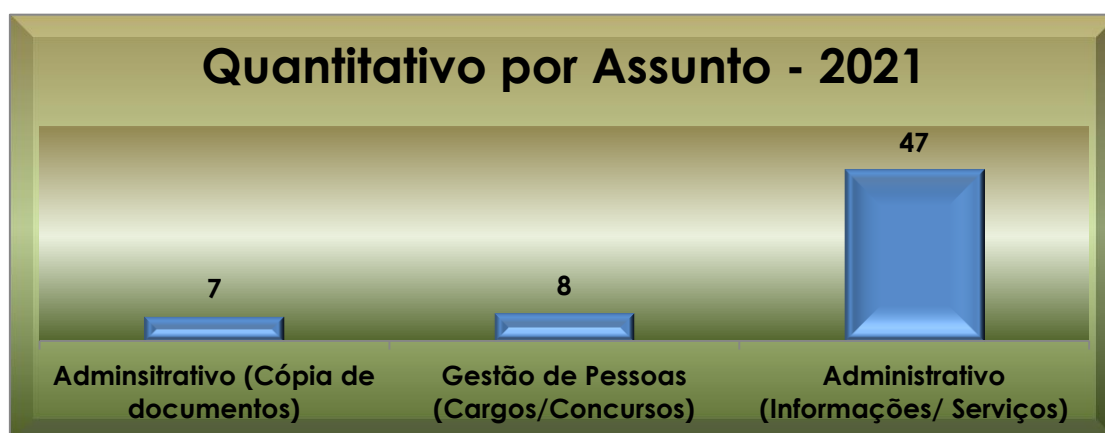 Quantitativo por Assunto - 2021
47
7
8
Adminsitrativo (Cópia de
documentos)
Gestão de Pessoas
(Cargos/Concursos)
Administrativo
(Informações/ Serviços)